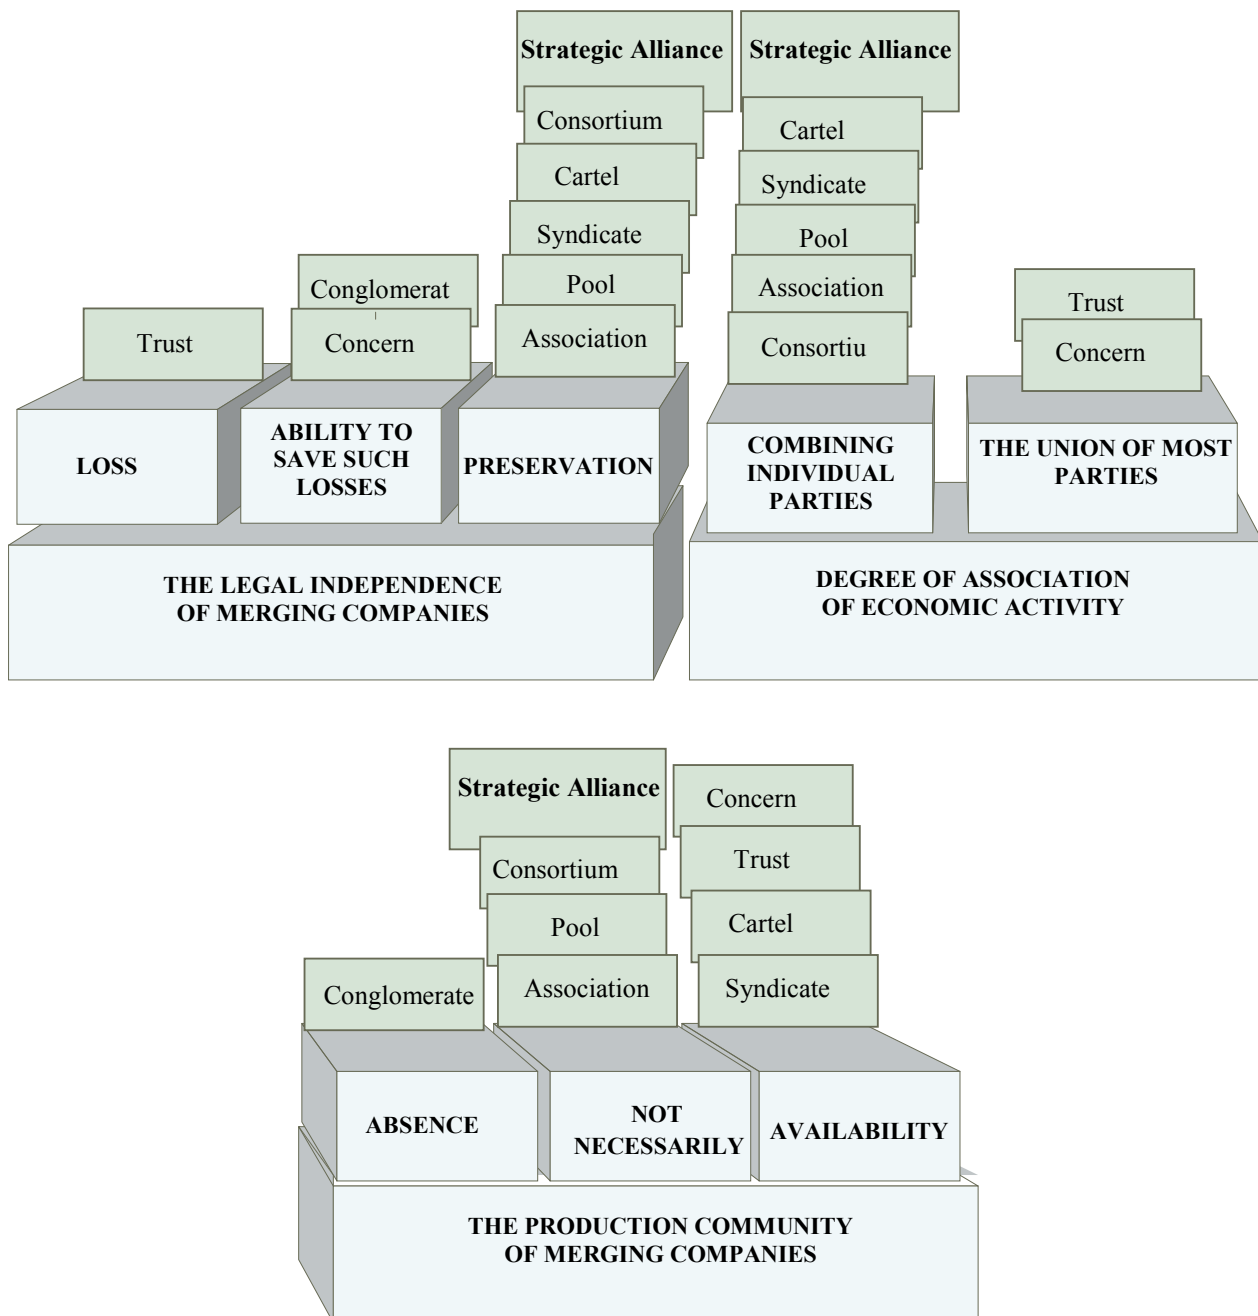 Strategic Alliance
Consortium
Cartel
Syndicate
Pool
Association
Conglomerat
Concern
Trust
LOSS
ABILITY TO
SAVE SUCH
LOSSES
PRESERVATION
THE LEGAL INDEPENDENCE
OF MERGING COMPANIES
Strategic Alliance
Cartel
Syndicate
Pool
Association
Consortiu
Trust
Concern
COMBINING
INDIVIDUAL
PARTIES
THE UNION OF MOST
PARTIES
DEGREE OF ASSOCIATION
OF ECONOMIC ACTIVITY
Strategic Alliance
Consortium
Pool
Association
Conglomerate
Concern
Trust
Cartel
Syndicate
ABSENCE
NOT
NECESSARILY
AVAILABILITY
THE PRODUCTION COMMUNITY
OF MERGING COMPANIES